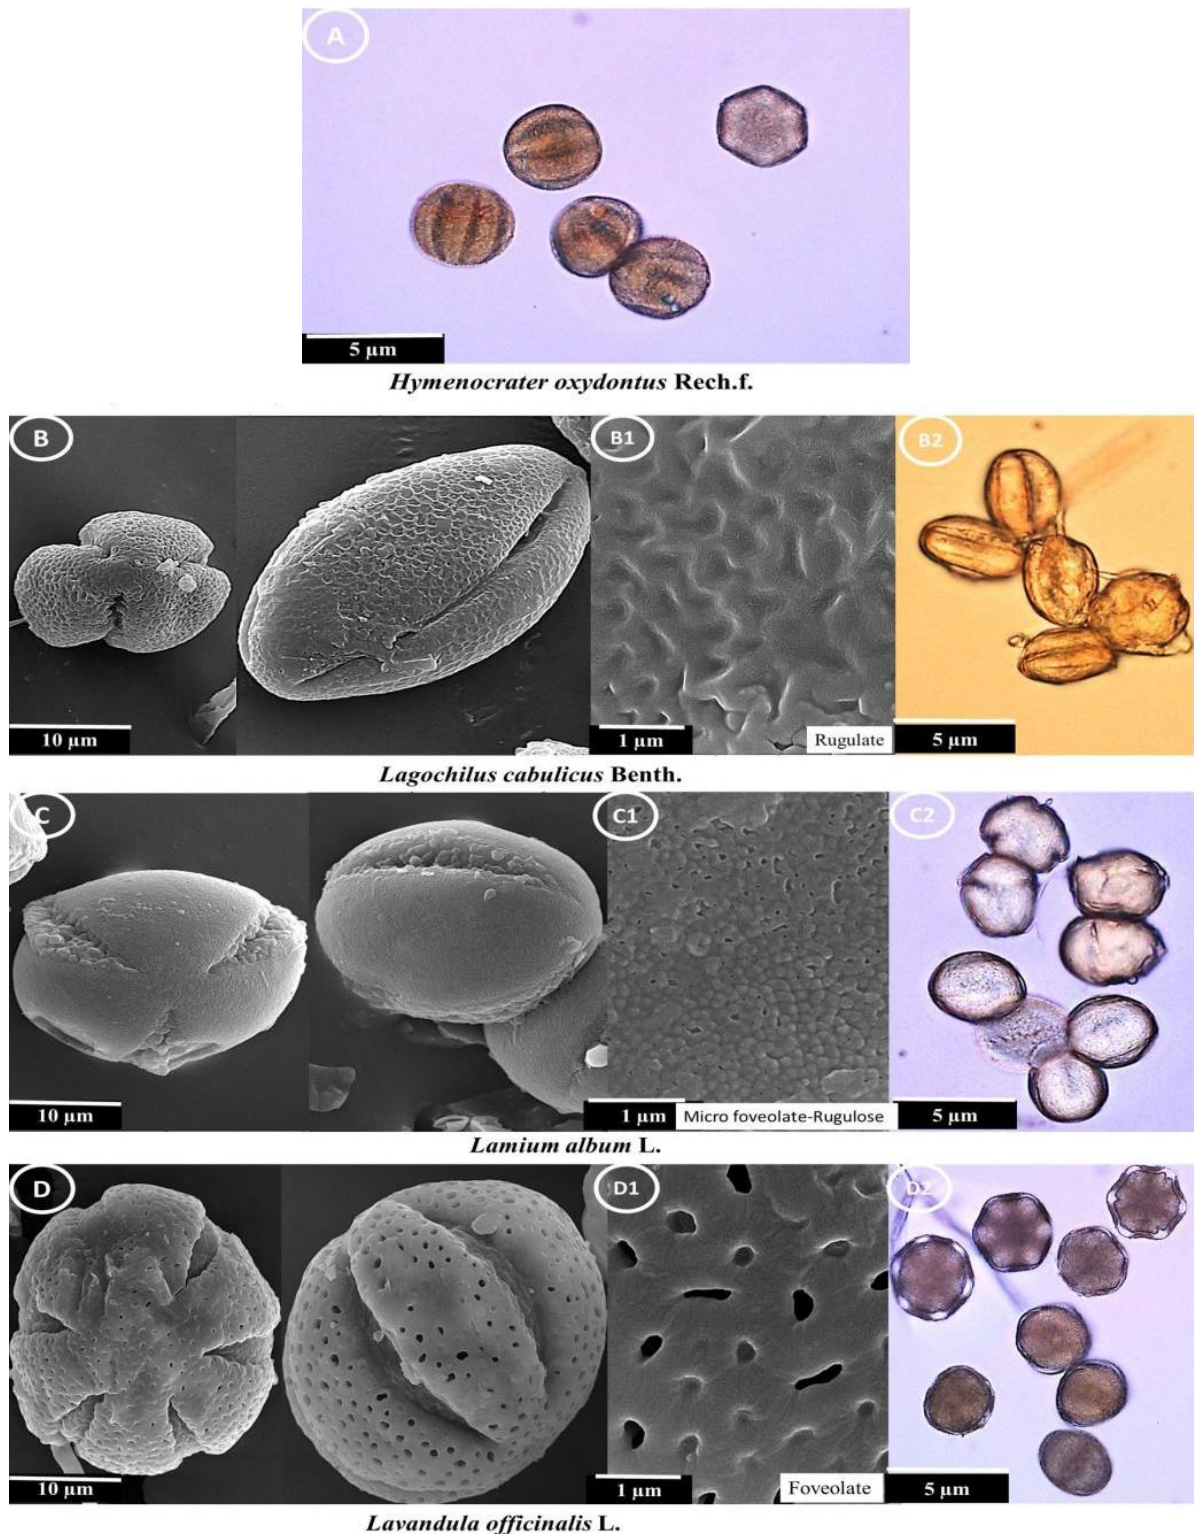 A
5 µm
Hymenocrater oxydontus Rech.f.
B
B1
B2
10 µm
1 µm
Rugulate
5 µm
Lagochilus cabulicus Benth.
C
C1
C2
10 µm
1 µm
Micro foveolate-Rugulose
5 µm
Lamium album L.
D
D1
D2
10 µm
1 µm
Foveolate
5 µm
Lavandula officinalis L.